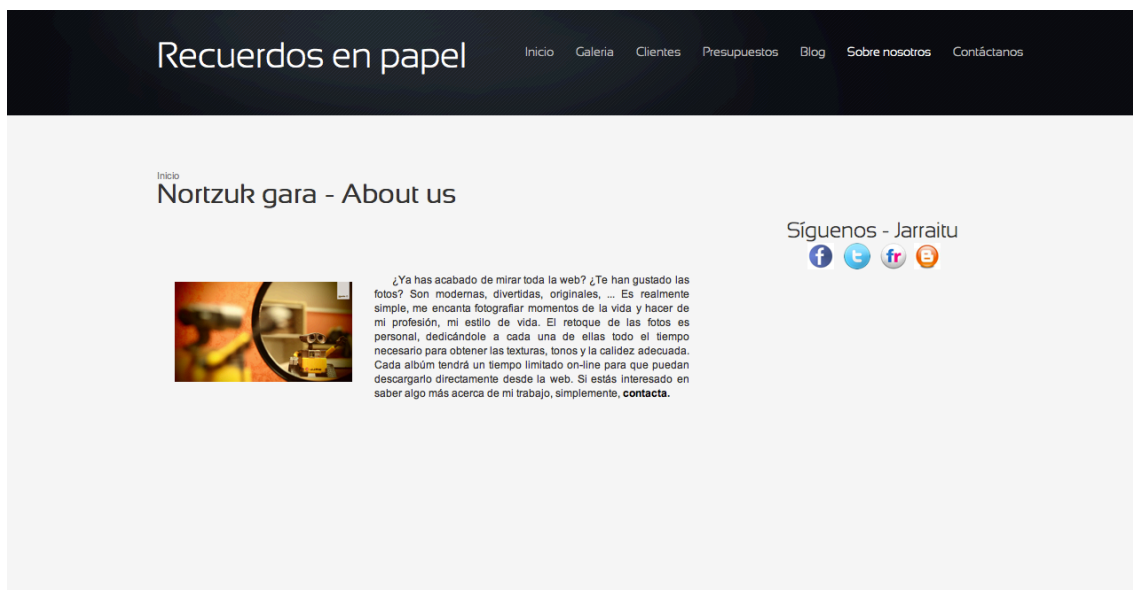 Recuerdos en papel
Inicio Galeria Clientes Presupuestos Blog Sobre nosotros Contáctanos
Inicio
Nortzuk gara - About us
Síguenos - Jarraitu
f t fr B
¿Ya has acabado de mirar toda la web? ¿Te han gustado las
fotos? Son modernas, divertidas, originales, ... Es realmente
simple, me encanta fotografiar momentos de la vida y hacer de
mi profesión, mi estilo de vida. El retoque de las fotos es
personal, dedicándole a cada una de ellas todo el tiempo
necesario para obtener las texturas, tonos y la calidez adecuada.
Cada albúm tendrá un tiempo limitado on-line para que puedan
descargarlo directamente desde la web. Si estás interesado en
saber algo más acerca de mi trabajo, simplemente, contacta.